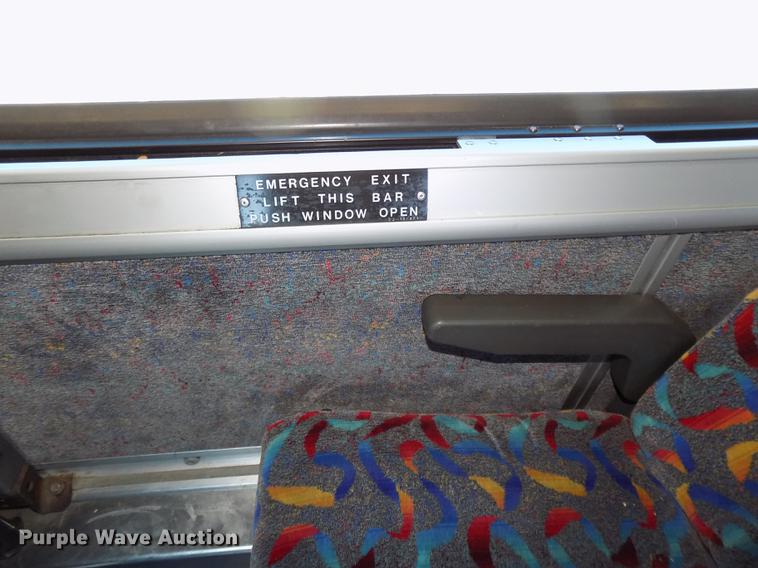 EMERGENCY EXIT
LIFT THIS BAR
PUSH WINDOW OPEN
Purple Wave Auction